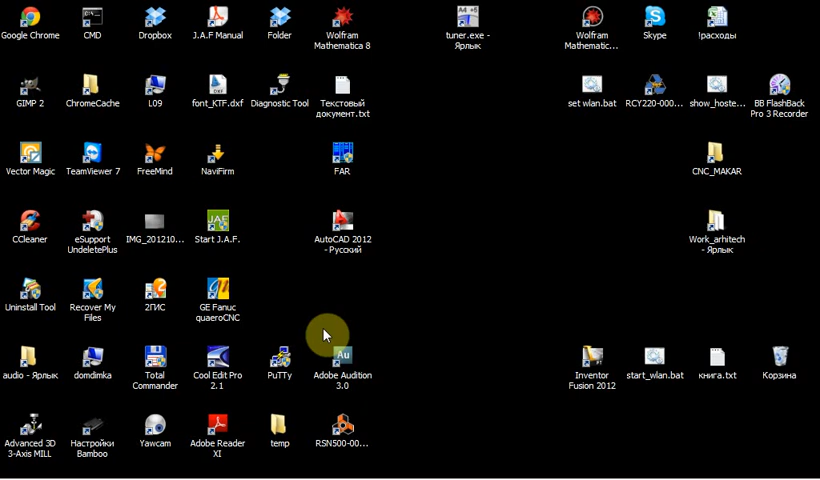 Google Chrome
CMD
Dropbox
J.A.F Manual
Folder
Wolfram
Mathematica 8
A4 +5
tuner.exe -
Ярлык
Wolfram
Mathematic...
Skype
!расходы
GIMP 2
ChromeCache
L09
DXF
font_KTF.dxf
Diagnostic Tool
Текстовый
документ.txt
set wlan.bat
RCY220-000...
show_hoste...
BB FlashBack
Pro 3 Recorder
Vector Magic
TeamViewer 7
FreeMind
NaviFirm
FAR
CNC_MAKAR
CCleaner
eSupport
UndeletePlus
IMG_201210...
JAF
Start J.A.F.
AutoCAD 2012
- Русский
Work_arhitech
- Ярлык
Uninstall Tool
Recover My
Files
2ГИС
GE Fanuc
quaeroCNC
audio - Ярлык
domdimka
Total
Commander
Cool Edit Pro
2.1
PuTTy
Au
Adobe Audition
3.0
Inventor
Fusion 2012
start_wlan.bat
книга.txt
Корзина
Advanced 3D
3-Axis MILL
Настройки
Bamboo
Yawcam
Adobe Reader
XI
temp
RSN500-00...